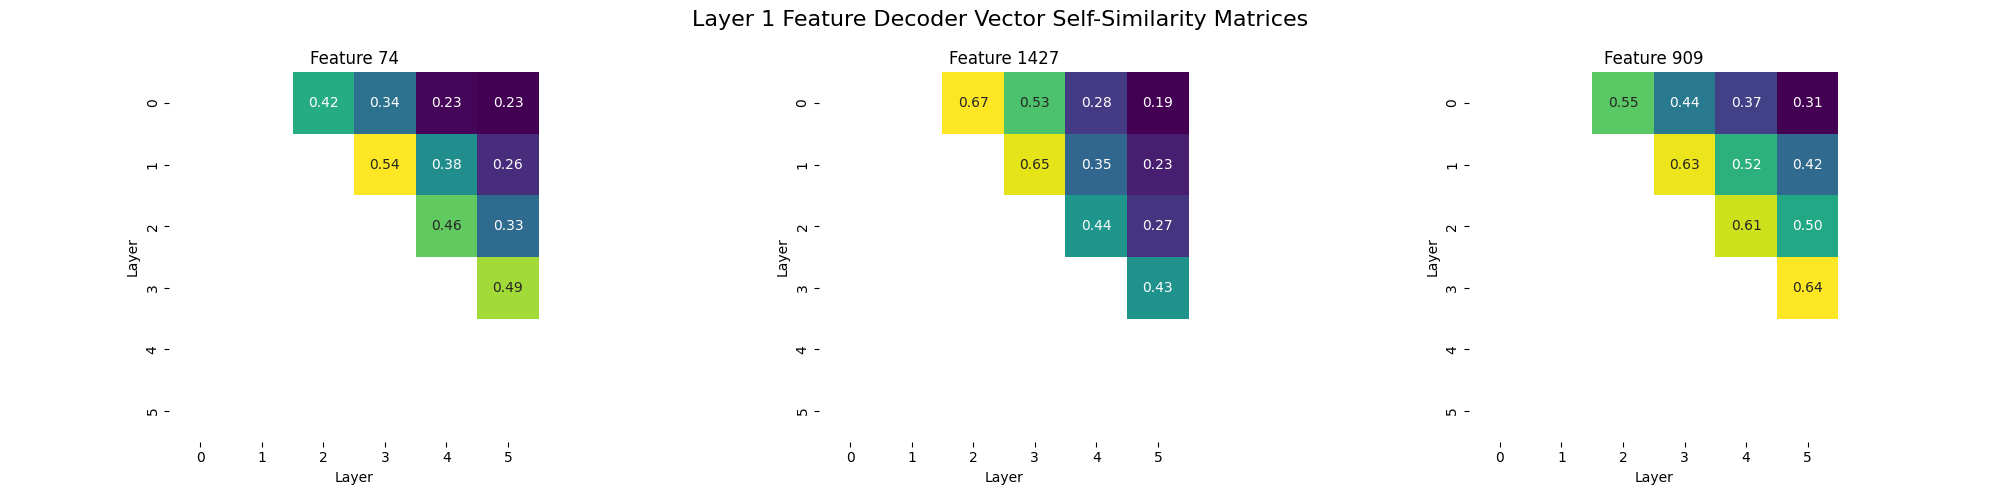 Layer 1 Feature Decoder Vector Self-Similarity Matrices
Feature 74
0 0.42 0.34 0.23 0.23
1 0.54 0.38 0.26
2 0.46 0.33
Layer
3 0.49
4
5
0 1 2 3 4 5
Layer
Feature 1427
0 0.67 0.53 0.28 0.19
1 0.65 0.35 0.23
2 0.44 0.27
Layer
3 0.43
4
5
0 1 2 3 4 5
Layer
Feature 909
0 0.55 0.44 0.37 0.31
1 0.63 0.52 0.42
2 0.61 0.50
Layer
3 0.64
4
5
0 1 2 3 4 5
Layer